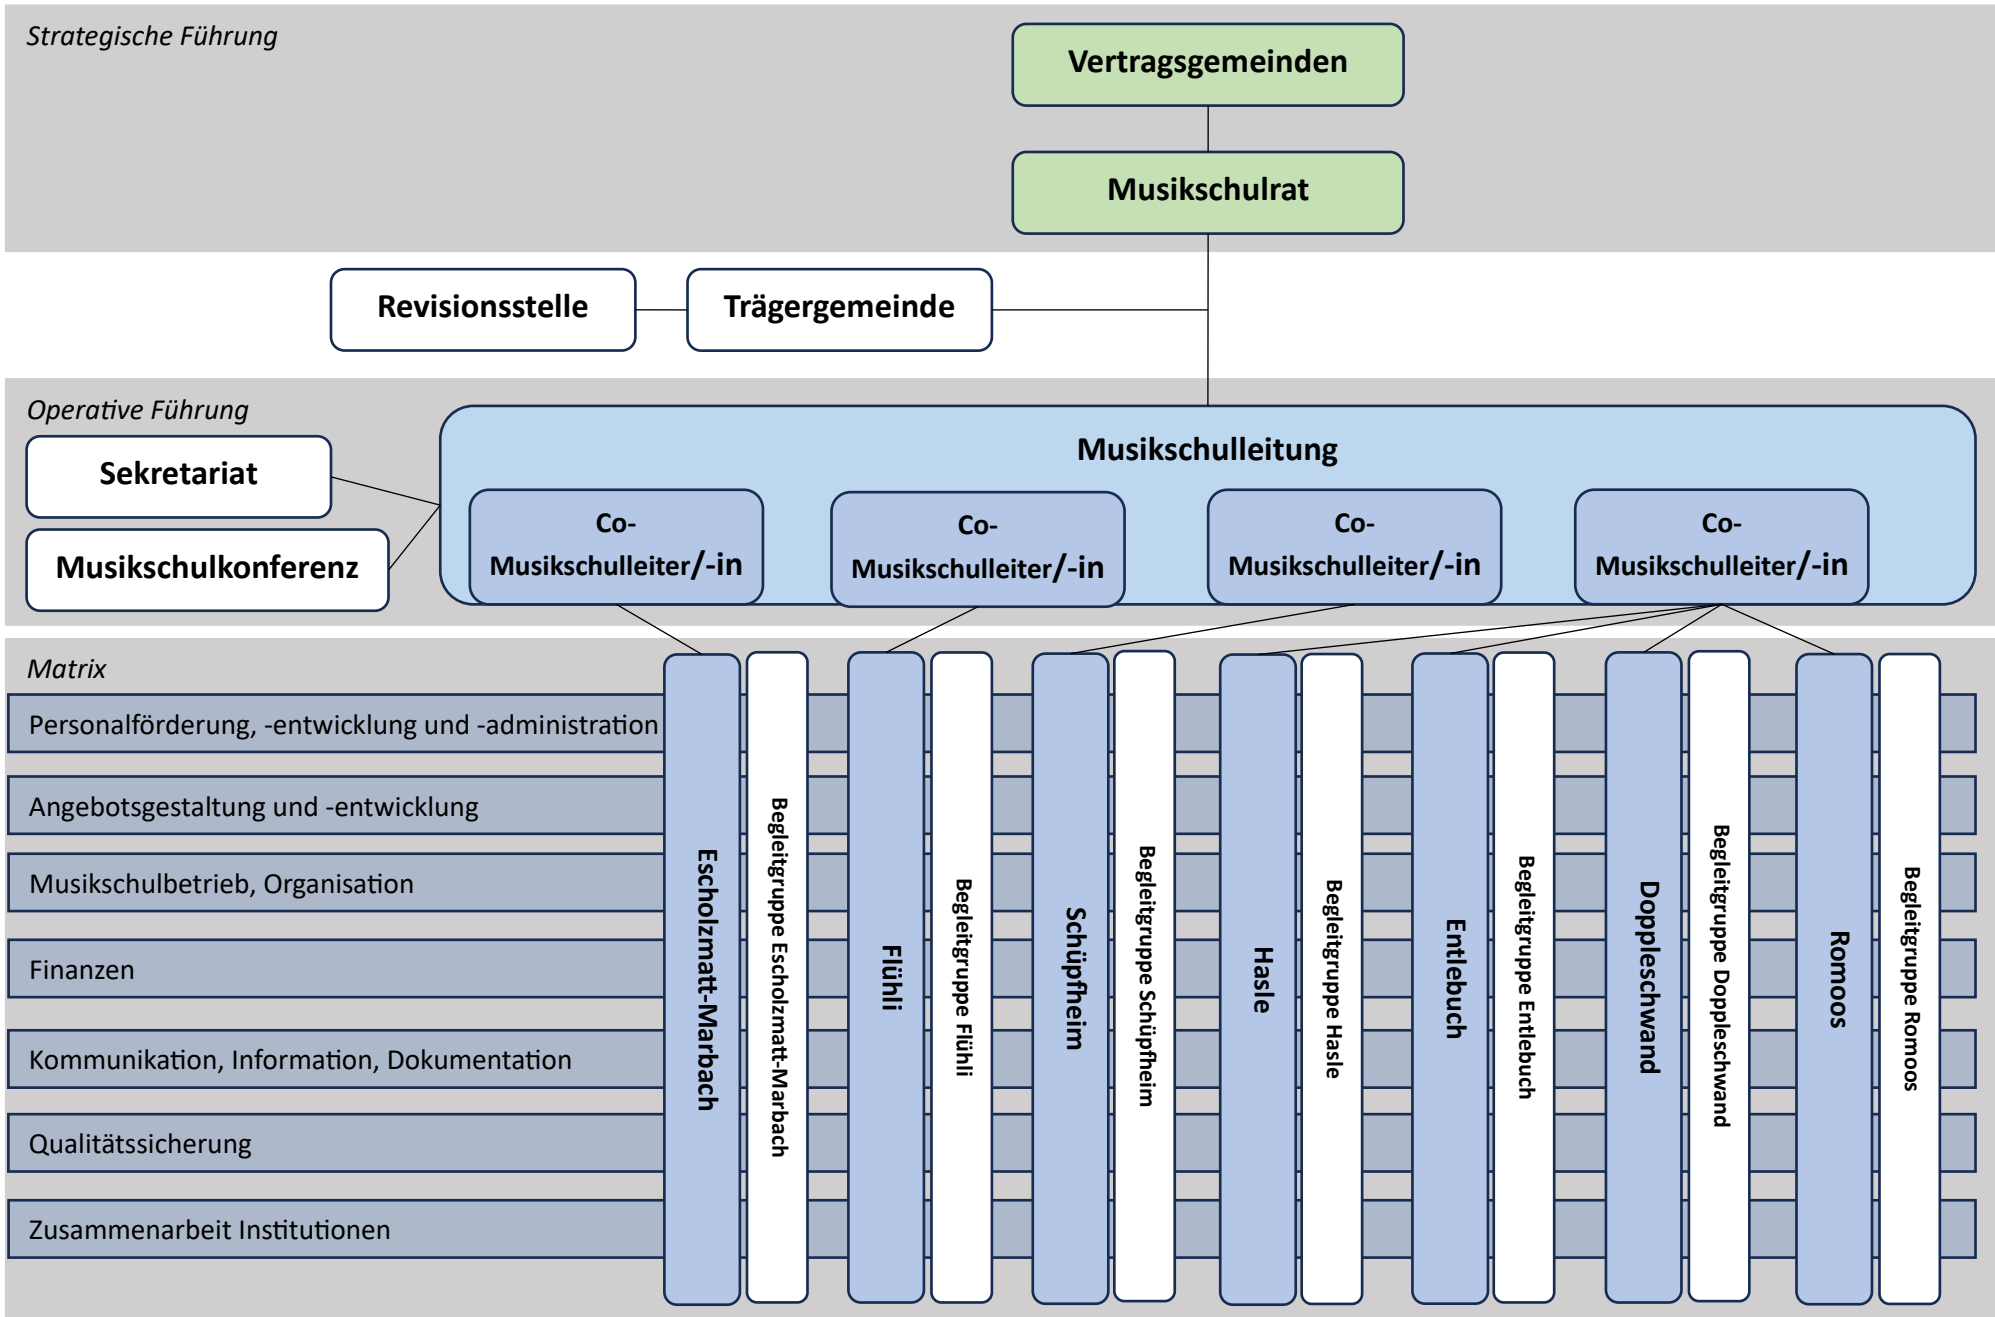 Strategische Führung
Vertragsgemeinden
Musikschulrat
Revisionsstelle
Trägergemeinde
Operative Führung
Musikschulleitung
Sekretariat
Musikschulkonferenz
Co-
Musikschulleiter/-in
Co-
Musikschulleiter/-in
Co-
Musikschulleiter/-in
Co-
Musikschulleiter/-in
Matrix
Personalförderung, -entwicklung und -administration
Angebotsgestaltung und -entwicklung
Musikschulbetrieb, Organisation
Finanzen
Kommunikation, Information, Dokumentation
Qualitätssicherung
Zusammenarbeit Institutionen
Escholzmatt-Marbach
Begleitgruppe Escholzmatt-Marbach
Flühli
Begleitgruppe Flühli
Schüpfheim
Begleitgruppe Schüpfheim
Hasle
Begleitgruppe Hasle
Entlebuch
Begleitgruppe Entlebuch
Doppleschwand
Begleitgruppe Doppleschwand
Romoos
Begleitgruppe Romoos